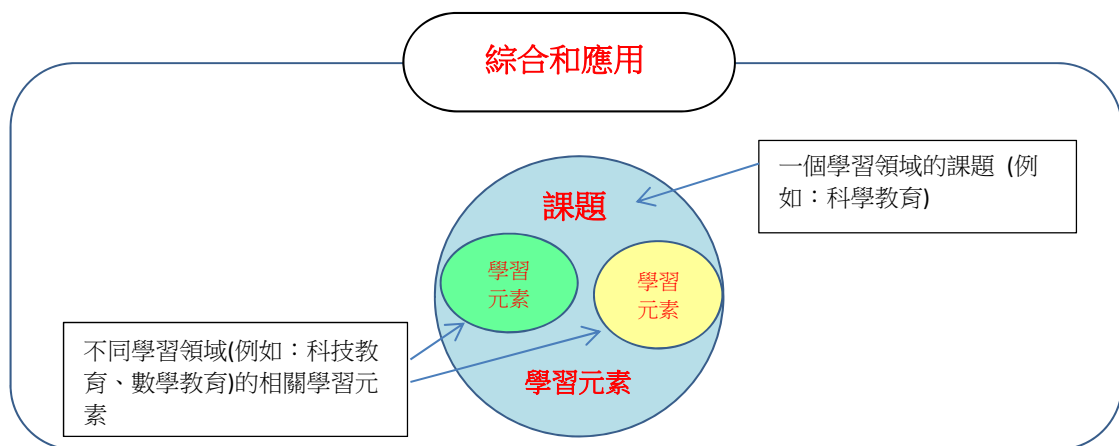 綜合和應用
一個學習領域的課題 (例
如：科學教育)
課題
學習
元素
學習
元素
不同學習領域(例如：科技教
育、數學教育)的相關學習元
素
學習元素